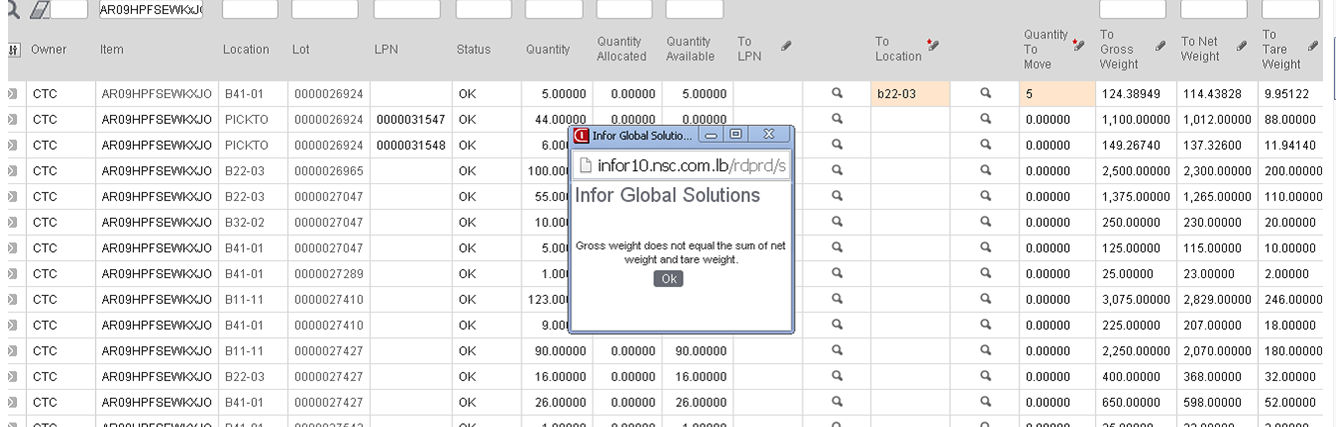 AR09HPFSEWKXJO
Owner Item Location Lot LPN Status Quantity Quantity Allocated Quantity Available To LPN To Location Quantity To Move To Gross Weight To Net Weight To Tare Weight
CTC AR09HPFSEWKXJO B41-01 0000026924 OK 5.00000 0.00000 5.00000 b22-03 5 124.38949 114.43828 9.95122
CTC AR09HPFSEWKXJO PICKTO 0000026924 0000031547 OK 44.00000 0.00000 0.00000 1,100.00000 1,012.00000 88.00000
CTC AR09HPFSEWKXJO PICKTO 0000026924 0000031548 OK 6.00 0.00000 149.26740 137.32600 11.94140
CTC AR09HPFSEWKXJO B22-03 0000026965 OK 100.00 0.00000 2,500.00000 2,300.00000 200.00000
CTC AR09HPFSEWKXJO B22-03 0000027047 OK 55.00 0.00000 1,375.00000 1,265.00000 110.00000
CTC AR09HPFSEWKXJO B32-02 0000027047 OK 10.00 0.00000 250.00000 230.00000 20.00000
CTC AR09HPFSEWKXJO B41-01 0000027047 OK 5.00 0.00000 125.00000 115.00000 10.00000
CTC AR09HPFSEWKXJO B41-01 0000027289 OK 1.00 0.00000 25.00000 23.00000 2.00000
CTC AR09HPFSEWKXJO B11-11 0000027410 OK 123.00 0.00000 3,075.00000 2,829.00000 246.00000
CTC AR09HPFSEWKXJO B41-01 0000027410 OK 9.00 0.00000 225.00000 207.00000 18.00000
CTC AR09HPFSEWKXJO B11-11 0000027427 OK 90.00000 0.00000 90.00000 0.00000 2,250.00000 2,070.00000 180.00000
CTC AR09HPFSEWKXJO B22-03 0000027427 OK 16.00000 0.00000 16.00000 0.00000 400.00000 368.00000 32.00000
CTC AR09HPFSEWKXJO B41-01 0000027427 OK 26.00000 0.00000 26.00000 0.00000 650.00000 598.00000 52.00000
Infor Global Solutio...
infor10.nsc.com.lb/rdprd/s
Infor Global Solutions
Gross weight does not equal the sum of net
weight and tare weight.
Ok